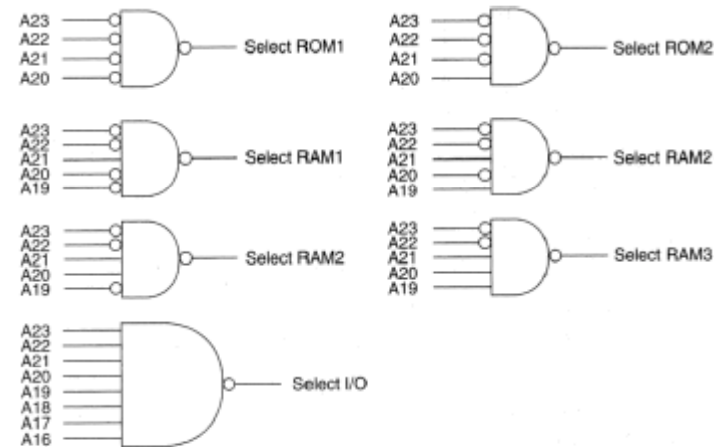 A23
A22
A21
A20
Select ROM1
A23
A22
A21
A20
Select ROM2
A23
A22
A21
A20
A19
Select RAM1
A23
A22
A21
A20
A19
Select RAM2
A23
A22
A21
A20
A19
Select RAM2
A23
A22
A21
A20
A19
Select RAM3
A23
A22
A21
A20
A19
A18
A17
A16
Select I/O